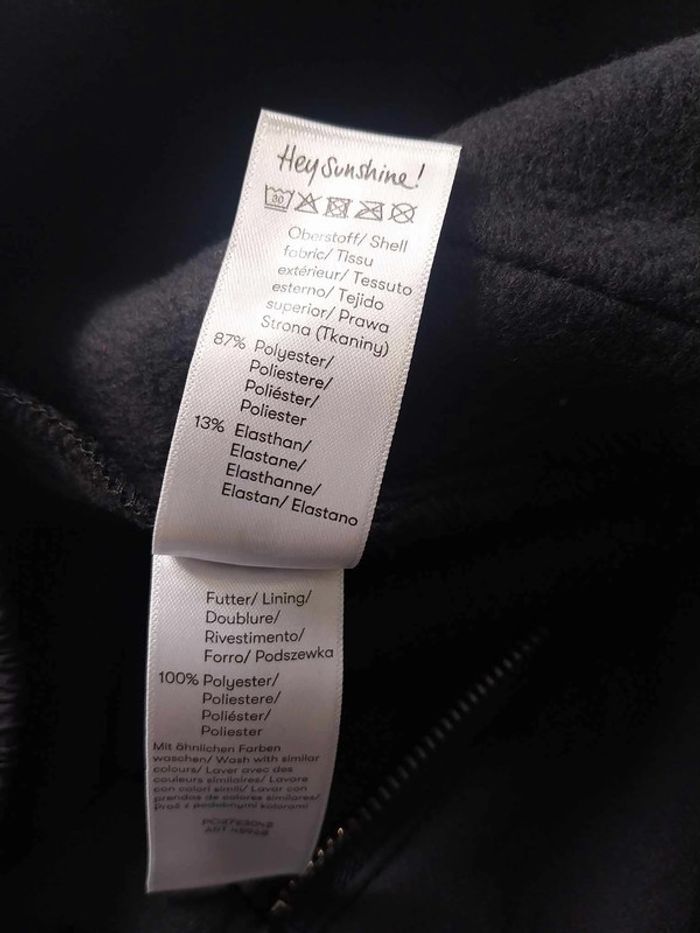 Hey Sunshine!
30
Oberstoff/ Shell
fabric/ Tissu
extérieur/ Tessuto
esterno/ Tejido
superior/ Prawa
Strona (Tkaniny)
87% Polyester/
Poliestere/
Poliéster/
Poliester
13% Elasthan/
Elastane/
Elasthanne/
Elastan/ Elastano
Futter/ Lining/
Doublure/
Rivestimento/
Forro/ Podszewka
100% Polyester/
Poliestere/
Poliéster/
Poliester
Mit ähnlichen Farben
waschen/ Wash with similar
colours/ Laver avec des
couleurs similaires/ Lavare
con colori simili/ Lavar con
prendas de colores similares/
Prać z podobnymi kolorami